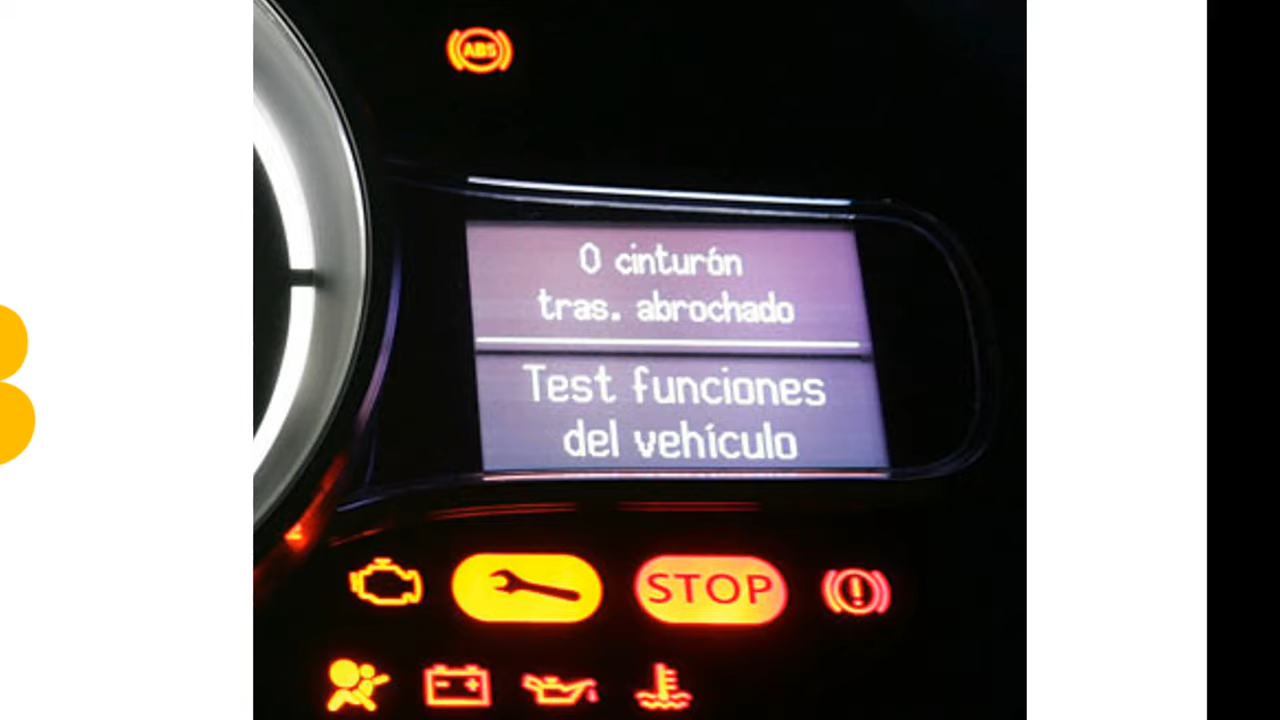 ABS
0 cinturón
tras. abrochado
Test funciones
del vehículo
STOP